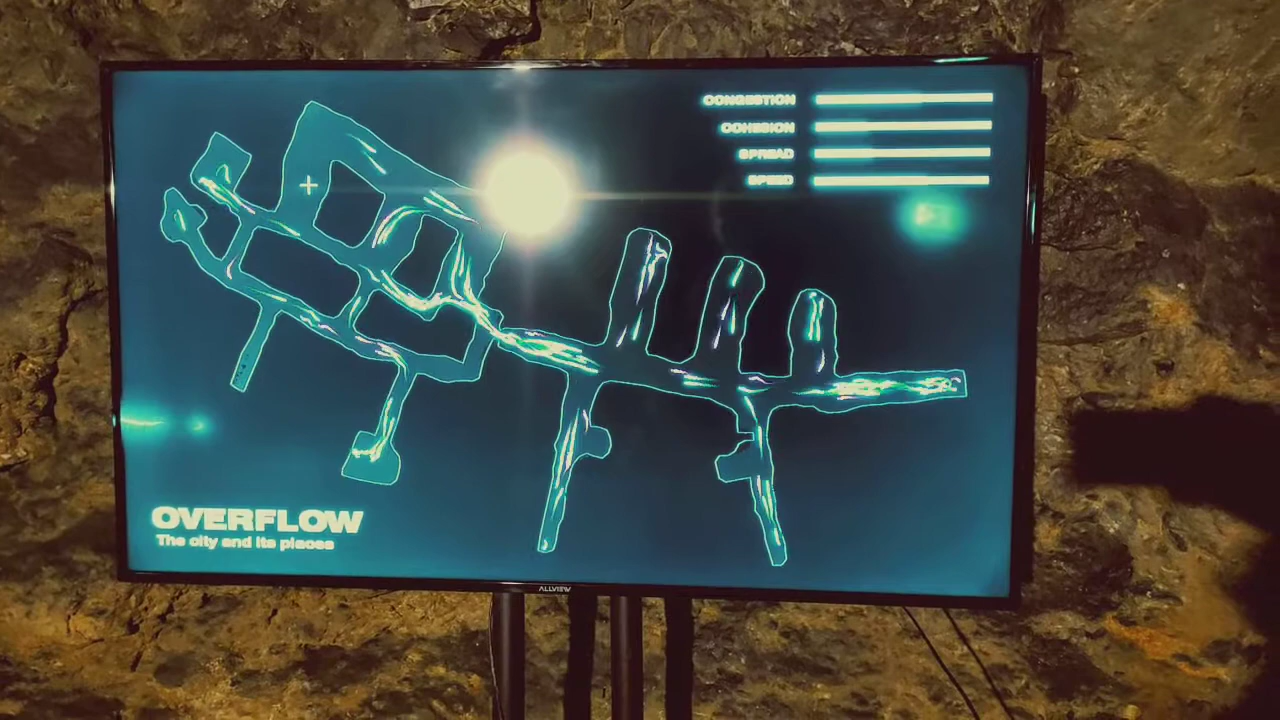 CONGESTION
COHESION
SPREAD
SPEED
OVERFLOW
The city and its places
ALLVIEW